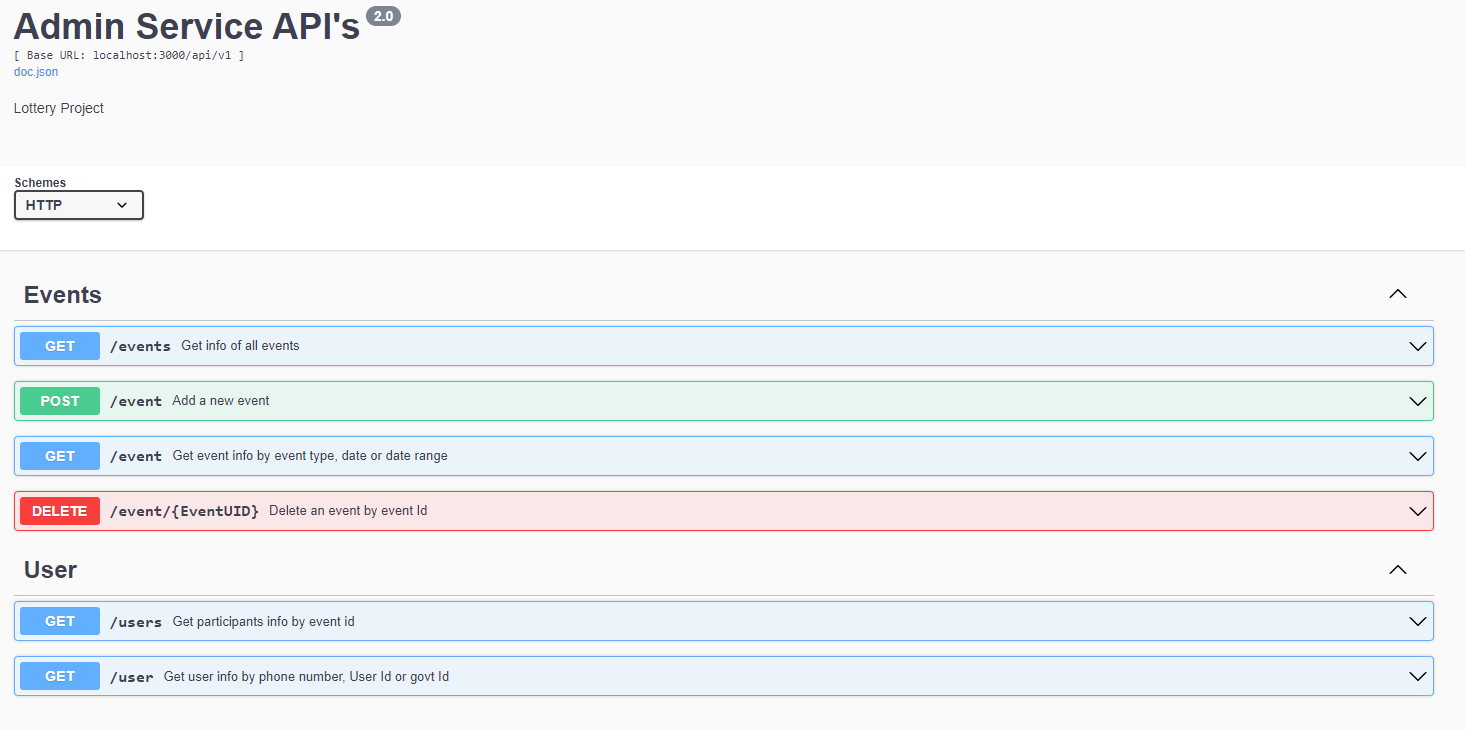 Admin Service API's 2.0
[ Base URL: localhost:3000/api/v1 ]
doc.json
Lottery Project
Schemes
HTTP
Events
GET /events Get info of all events
POST /event Add a new event
GET /event Get event info by event type, date or date range
DELETE /event/{EventUID} Delete an event by event Id
User
GET /users Get participants info by event id
GET /user Get user info by phone number, User Id or govt Id